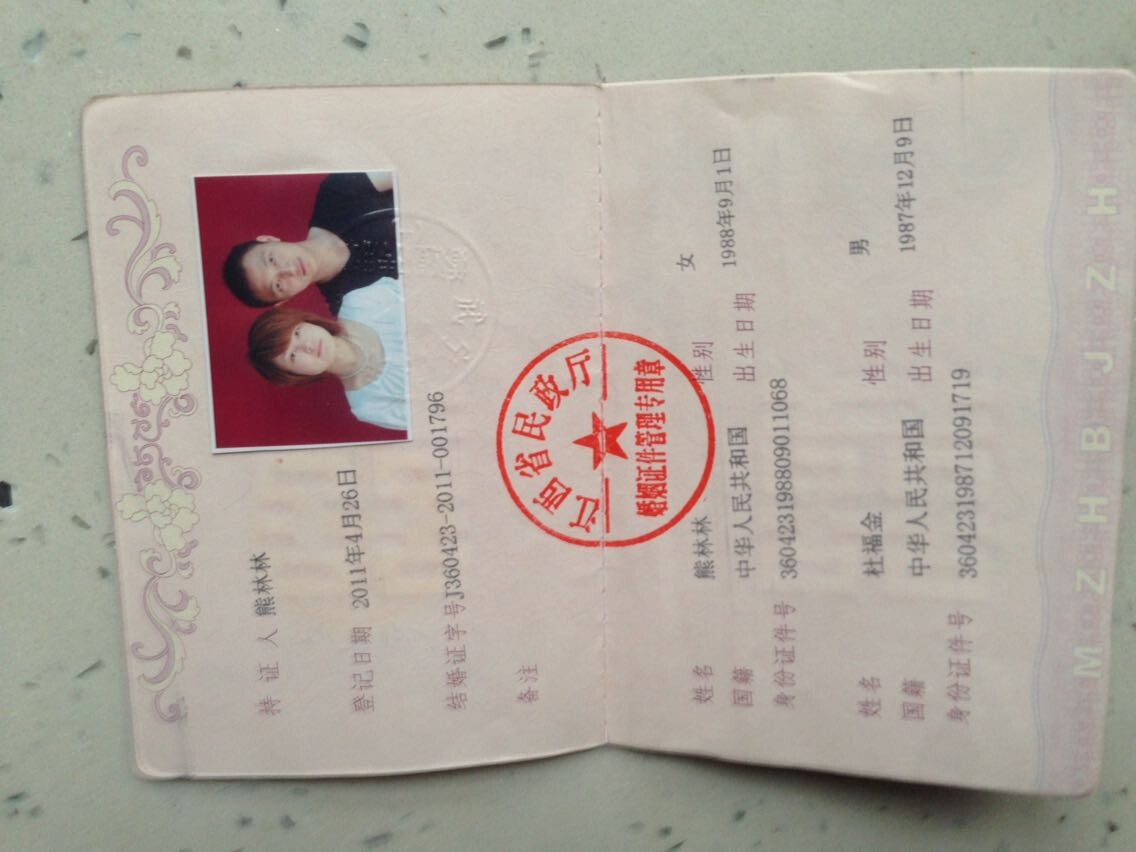 持 证 人 熊林林
登记日期 2011年4月26日
结婚证字号 J360423-2011-001796
备注
江西省民政厅
婚姻证件管理专用章
姓名 熊林林 性别 女
国籍 中华人民共和国 出生日期 1988年9月1日
身份证件号 360423198809011068
姓名 杜福金 性别 男
国籍 中华人民共和国 出生日期 1987年12月9日
身份证件号 360423198712091719
MZHBJZH